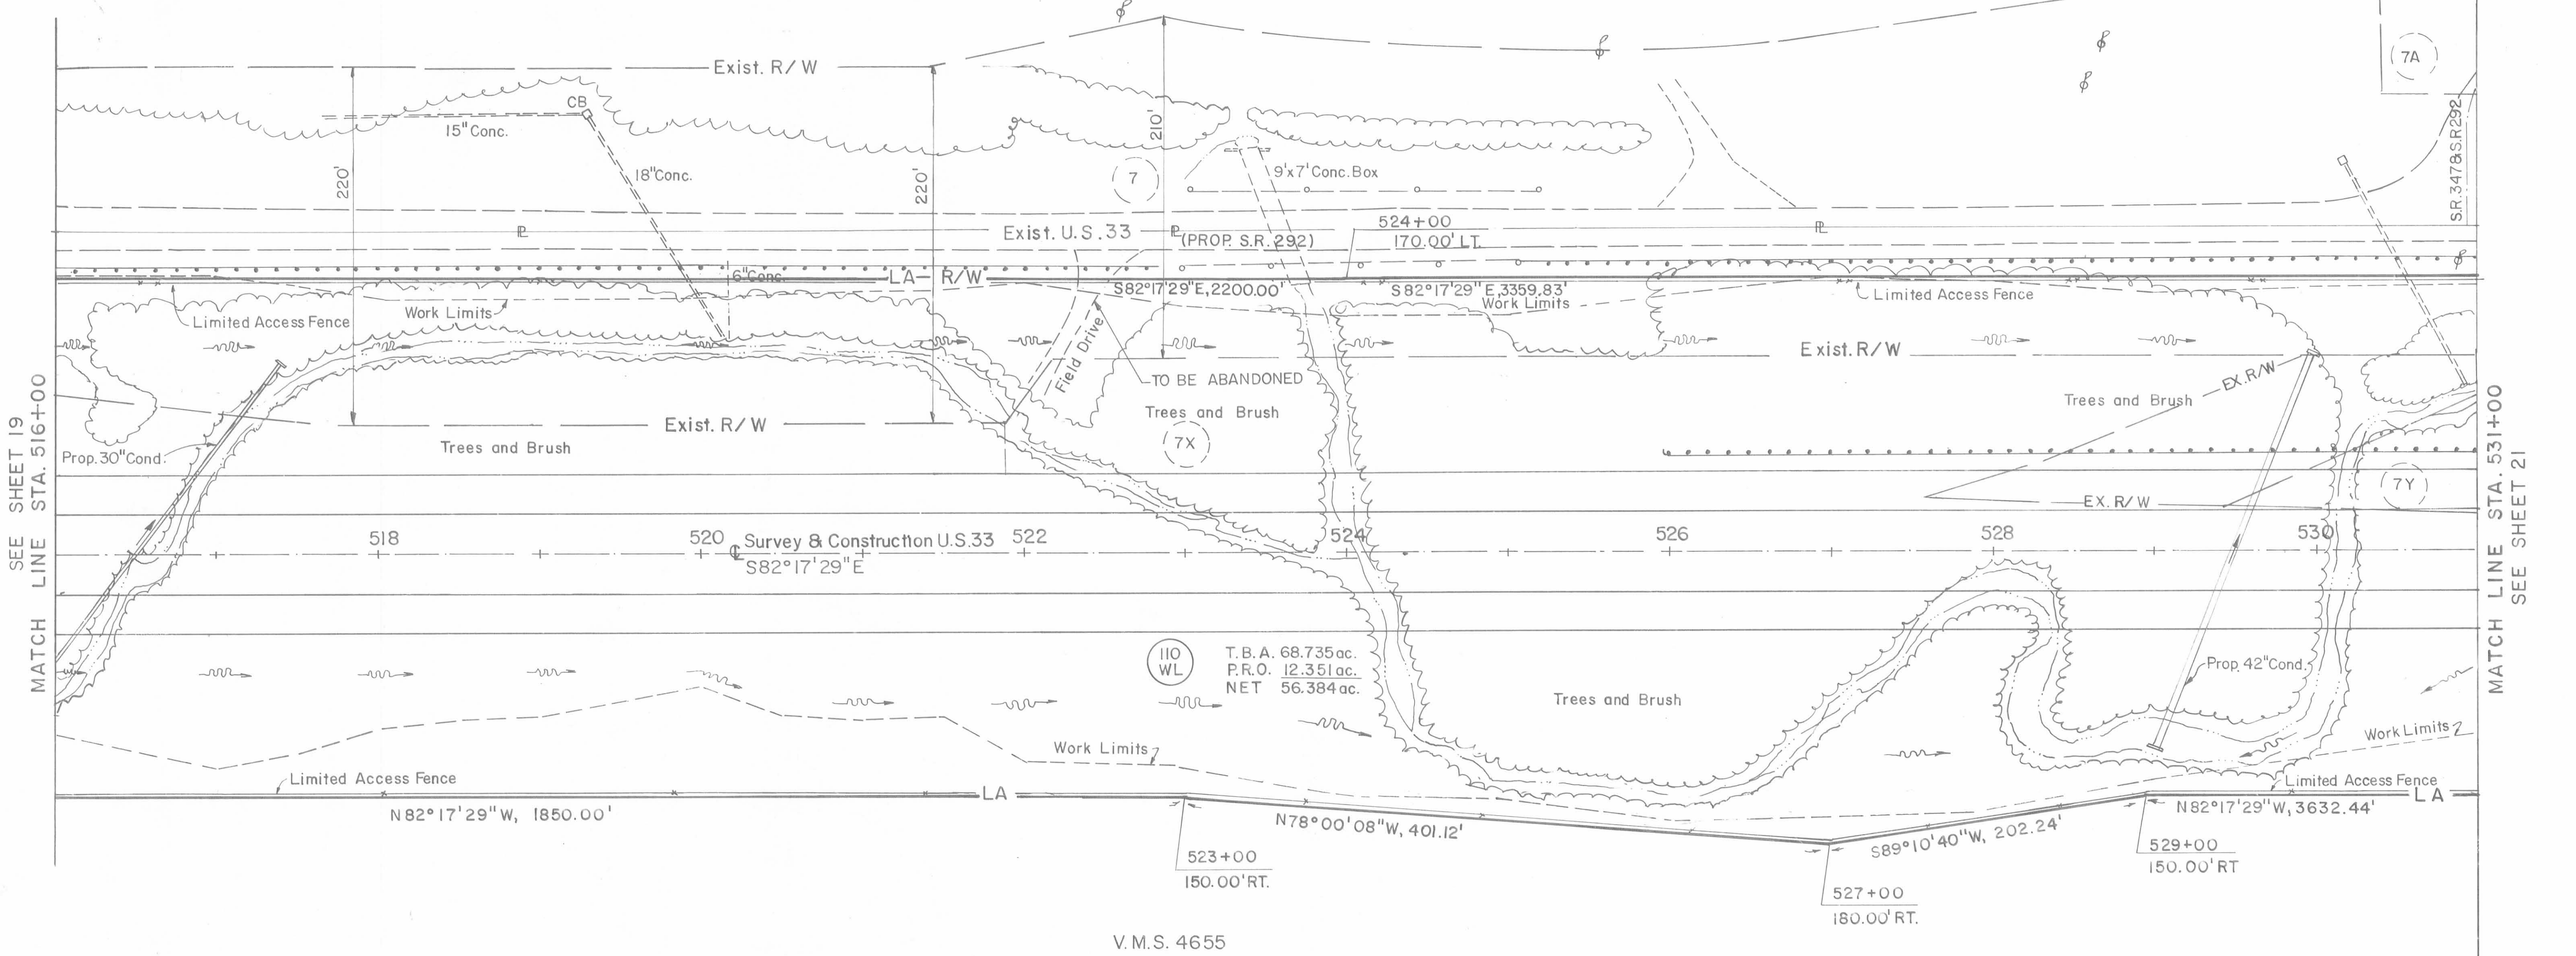 7A
Exist. R/W
CB
15" Conc.
210'
S.R. 347 & S.R 292
220'
18" Conc.
220'
7
9'x7' Conc. Box
524+00
170.00' LT.
Exist. U.S. 33
(PROP. S.R. 292)
6" Conc.
LA
R/W
S82°17'29"E, 2200.00'
S82°17'29"E, 3359.83'
Limited Access Fence
Work Limits
Work Limits
Limited Access Fence
Exist. R/W
Field Drive
TO BE ABANDONED
EX. R/W
Trees and Brush
Trees and Brush
Exist. R/W
7X
Trees and Brush
Prop. 30" Cond.
SEE SHEET 19
MATCH LINE STA. 516+00
MATCH LINE STA. 531+00
SEE SHEET 21
7Y
EX. R/W
518
520
Survey & Construction U.S. 33
S82°17'29"E
522
524
526
528
530
110
WL
T.B.A. 68.735 ac.
P.R.O. 12.351 ac.
NET 56.384 ac.
Prop. 42" Cond.
Trees and Brush
Work Limits
Work Limits
Limited Access Fence
Limited Access Fence
LA
LA
N82°17'29"W, 1850.00'
N78°00'08"W, 401.12'
S89°10'40"W, 202.24'
N82°17'29"W, 3632.44'
523+00
150.00' RT.
527+00
180.00' RT.
529+00
150.00' RT
V.M.S. 4655